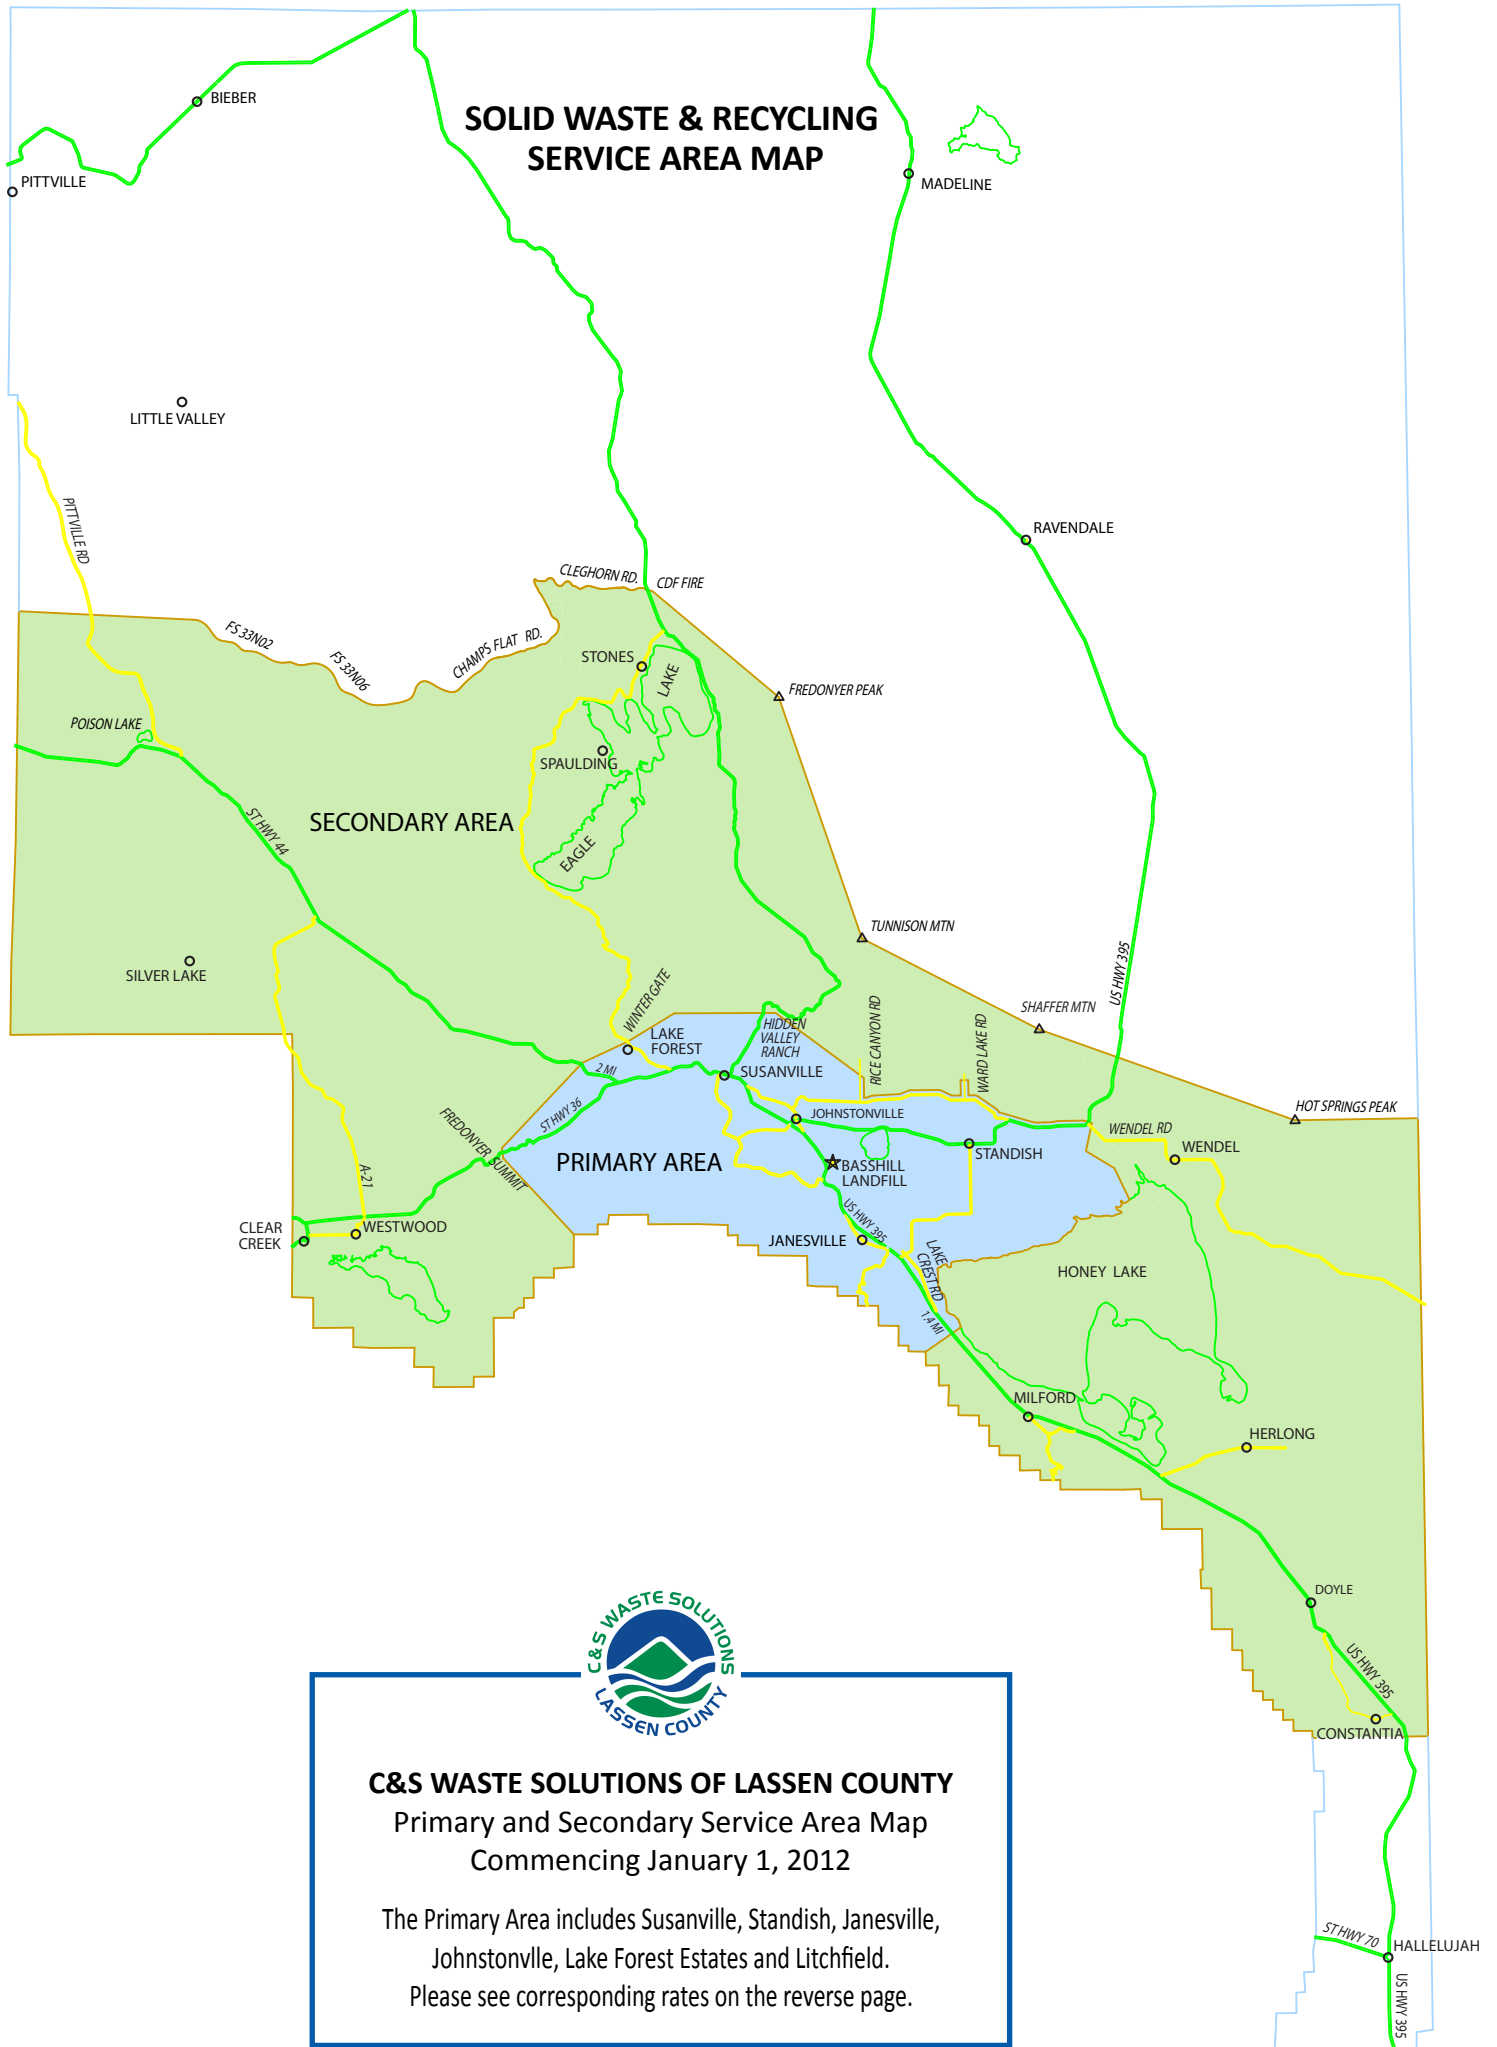 SOLID WASTE & RECYCLING
SERVICE AREA MAP
BIEBER
PITTVILLE
MADELINE
LITTLE VALLEY
PITTVILLE RD
RAVENDALE
CLEGHORN RD.
CDF FIRE
FS 33N02
FS 33N06
CHAMPS FLAT RD.
STONES
LAKE
FREDONYER PEAK
POISON LAKE
SPAULDING
SECONDARY AREA
ST HWY 44
EAGLE
TUNNISON MTN
US HWY 395
SILVER LAKE
WINTER GATE
SHAFFER MTN
RICE CANYON RD
WARD LAKE RD
HIDDEN
VALLEY
RANCH
LAKE
FOREST
2 MI
SUSANVILLE
ST HWY 36
JOHNSTONVILLE
HOT SPRINGS PEAK
FREDONYER SUMMIT
WENDEL RD
WENDEL
PRIMARY AREA
STANDISH
A-21
BASSHILL
LANDFILL
CLEAR
CREEK
WESTWOOD
US HWY 395
JANESVILLE
LAKE
CREST RD
HONEY LAKE
1.4 MI
MILFORD
HERLONG
DOYLE
US HWY 395
CONSTANTIA
C&S WASTE SOLUTIONS
LASSEN COUNTY
C&S WASTE SOLUTIONS OF LASSEN COUNTY
Primary and Secondary Service Area Map
Commencing January 1, 2012
The Primary Area includes Susanville, Standish, Janesville,
Johnstonvlle, Lake Forest Estates and Litchfield.
Please see corresponding rates on the reverse page.
ST HWY 70
HALLELUJAH
US HWY 395